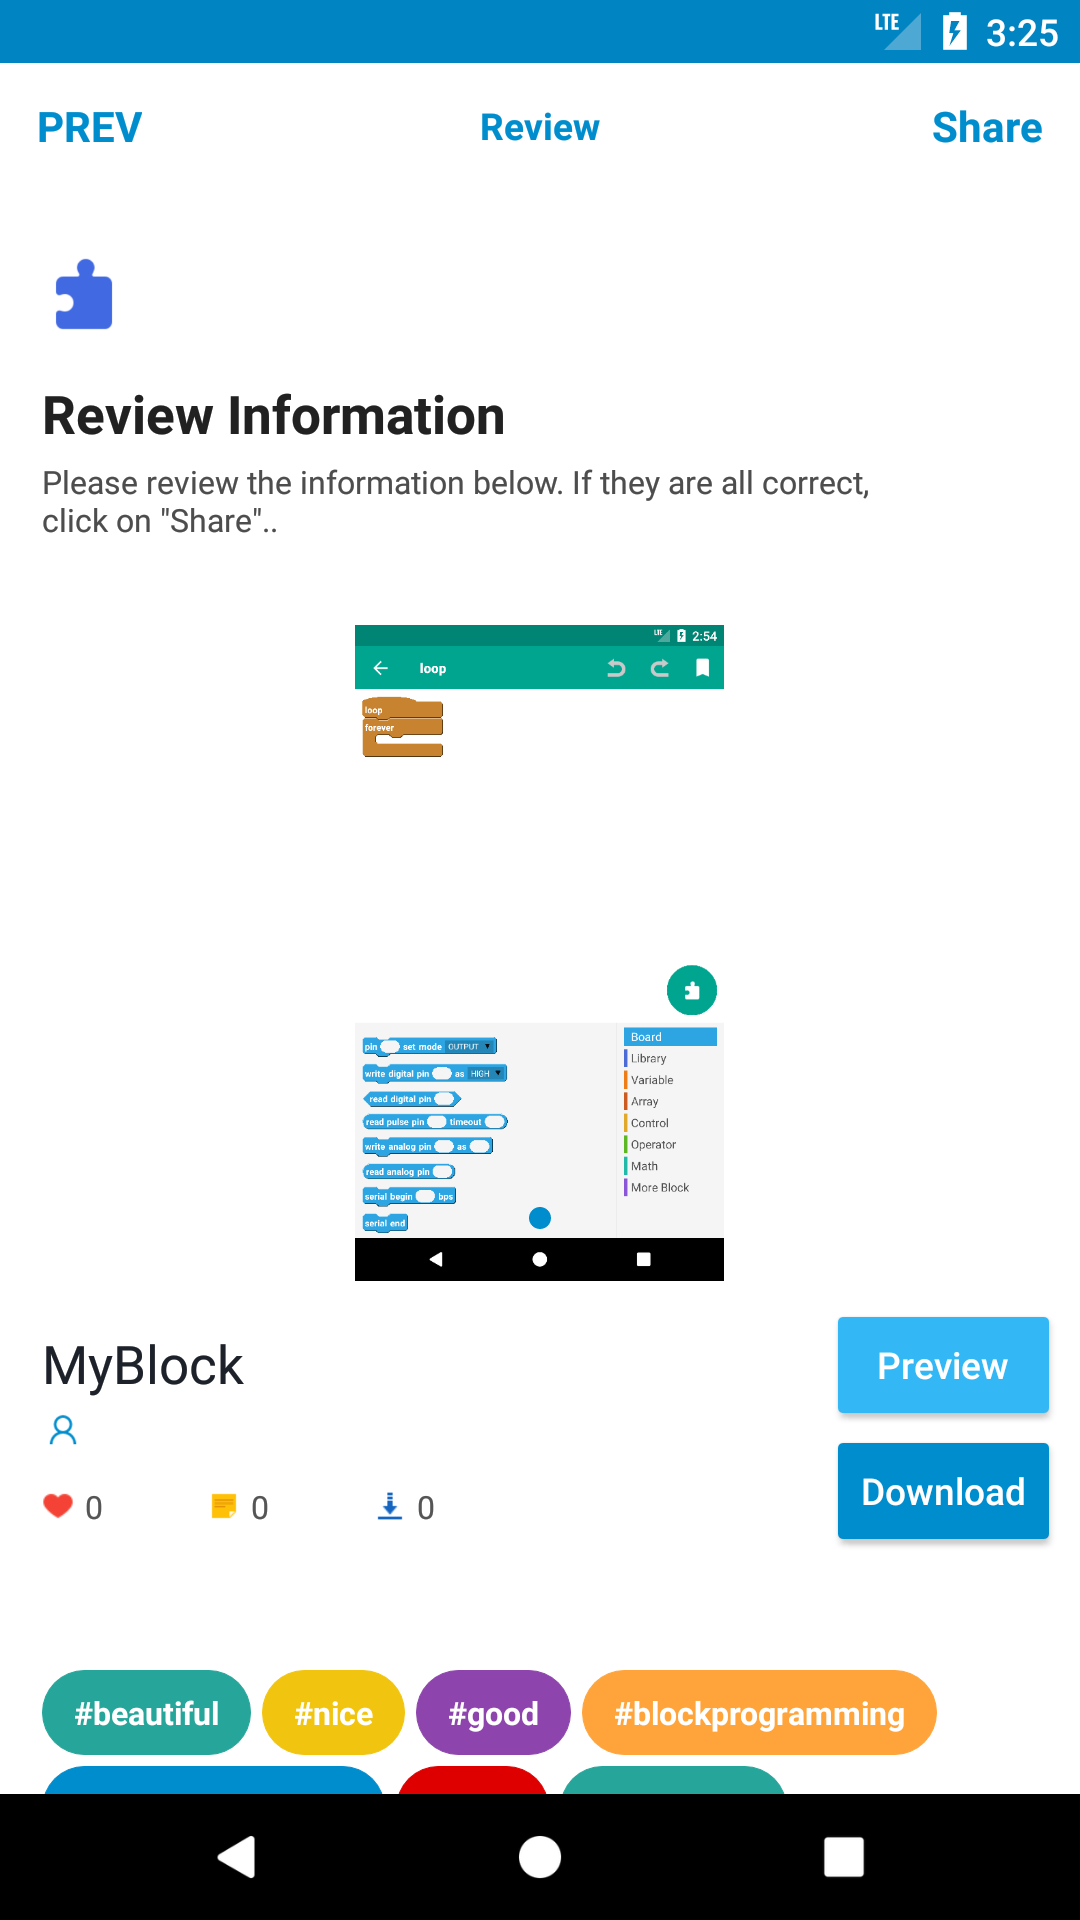 LTE 3:25
PREV Review Share
Review Information
Please review the information below. If they are all correct,
click on "Share"..
LTE 2:54
loop
loop
forever
pin set mode OUTPUT
write digital pin as HIGH
read digital pin
read pulse pin timeout
write analog pin as
read analog pin
serial begin bps
serial end
Board
Library
Variable
Array
Control
Operator
Math
More Block
MyBlock
Preview
0 0 0
Download
#beautiful #nice #good #blockprogramming